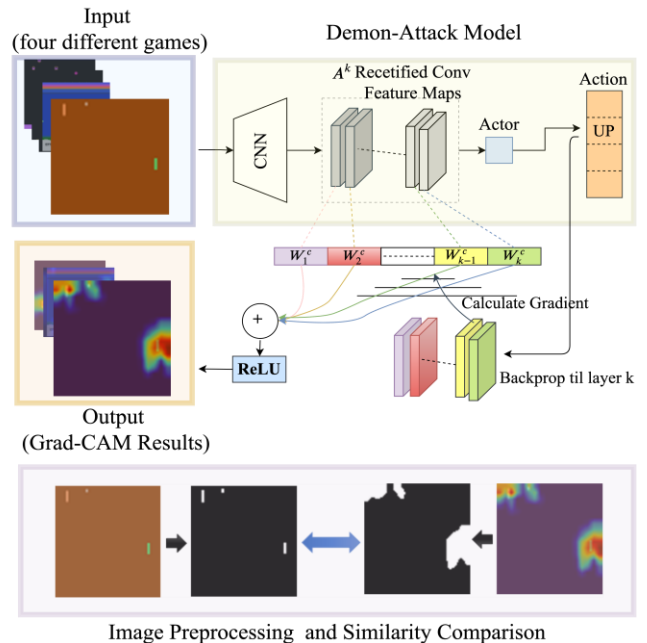 Input
(four different games)
Demon-Attack Model
A^k Recetified Conv
Feature Maps
Action
CNN
Actor
UP
W_1^c
W_2^c
W_{k-1}^c
W_k^c
+
Calculate Gradient
ReLU
Backprop til layer k
Output
(Grad-CAM Results)
Image Preprocessing and Similarity Comparison